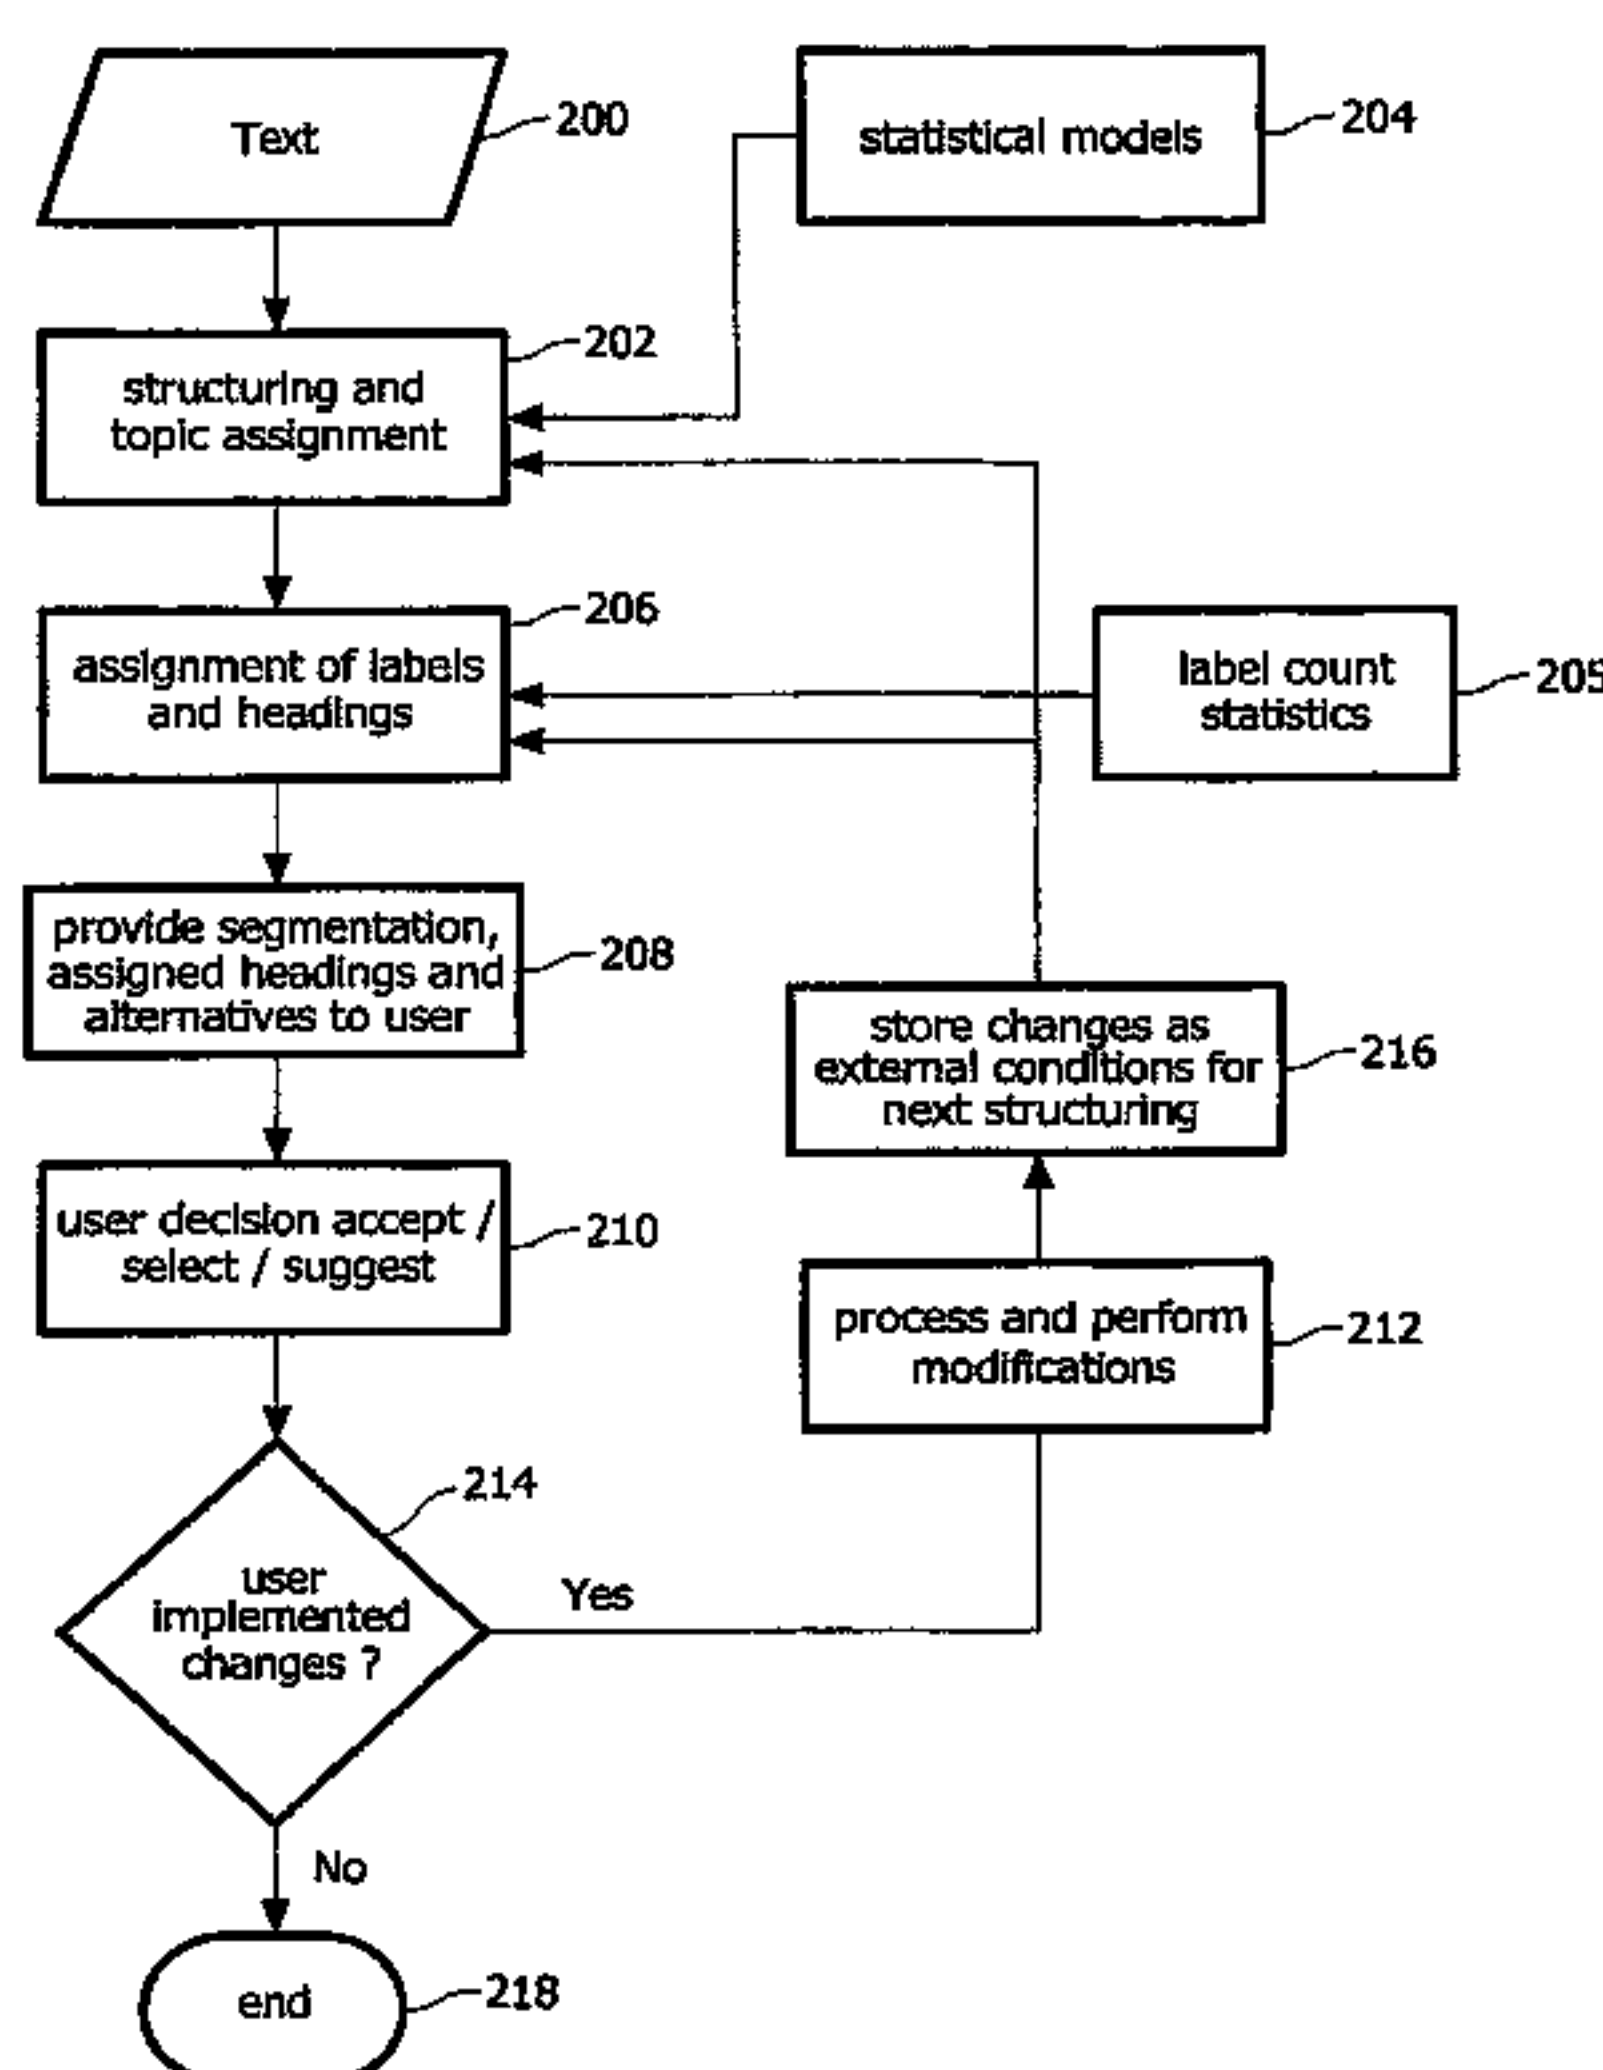 Text
200
statistical models
204
structuring and
topic assignment
202
assignment of labels
and headings
206
label count
statistics
205
provide segmentation,
assigned headings and
alternatives to user
208
store changes as
external conditions for
next structuring
216
user decision accept /
select / suggest
210
process and perform
modifications
212
214
user
implemented
changes ?
Yes
No
end
218